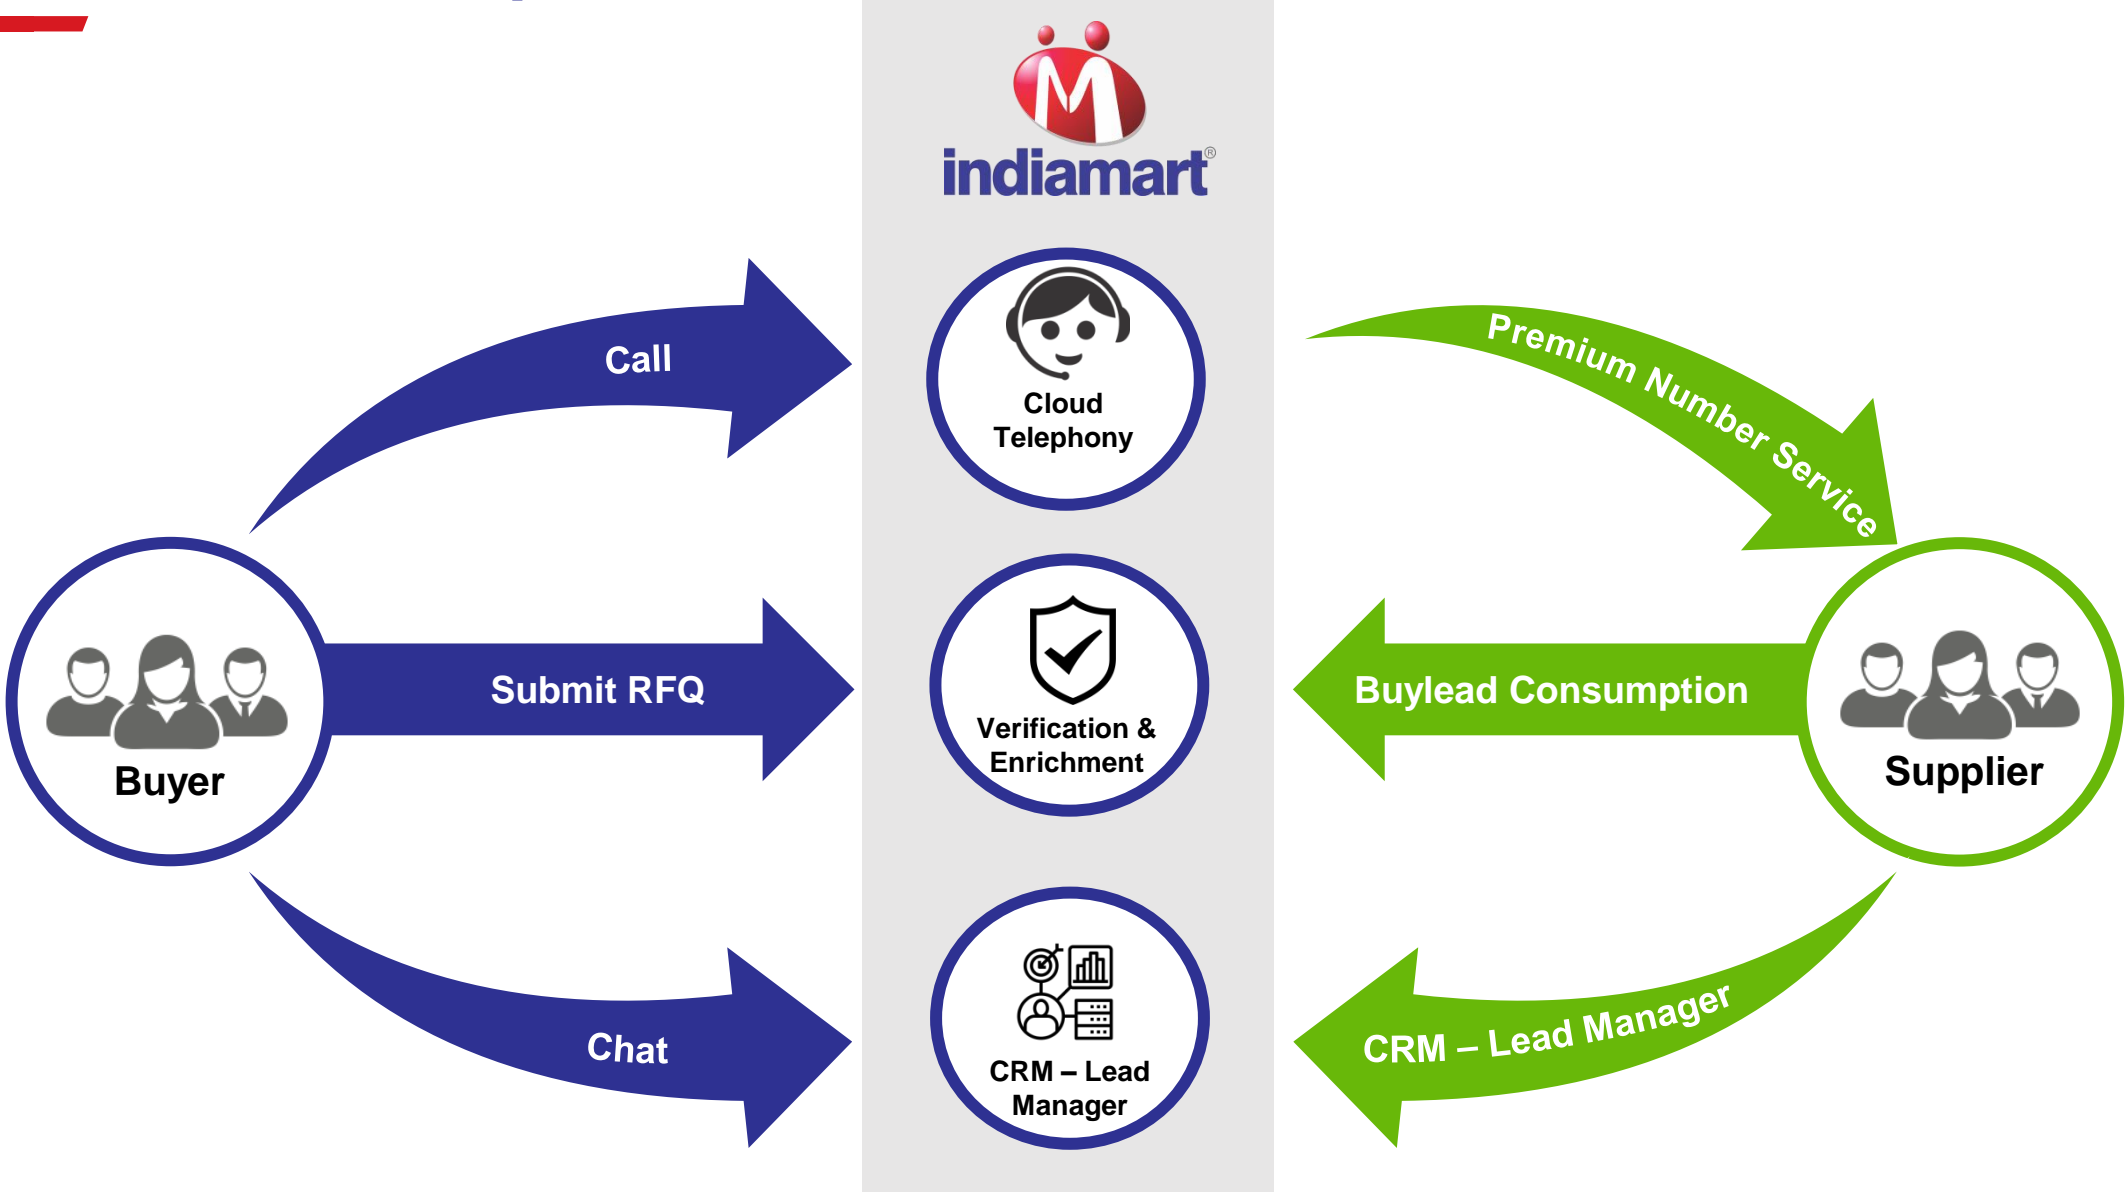 indiamart®
Call
Cloud
Telephony
Premium Number Service
Submit RFQ
Verification &
Enrichment
Buylead Consumption
Buyer
Supplier
Chat
CRM – Lead
Manager
CRM – Lead Manager